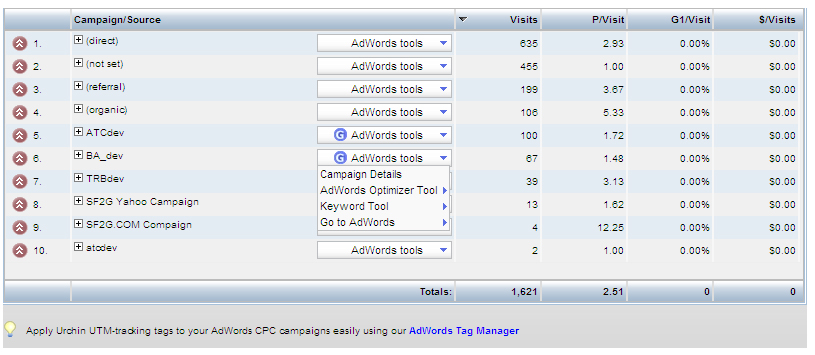 Campaign/Source Visits P/Visit G1/Visit $/Visits
1. (direct) AdWords tools 635 2.93 0.00% $0.00
2. (not set) AdWords tools 455 1.00 0.00% $0.00
3. (referral) AdWords tools 199 3.67 0.00% $0.00
4. (organic) AdWords tools 106 5.33 0.00% $0.00
5. ATCdev G AdWords tools 100 1.72 0.00% $0.00
6. BA_dev G AdWords tools 67 1.48 0.00% $0.00
Campaign Details
7. TRBdev AdWords Optimizer Tool 39 3.13 0.00% $0.00
8. SF2G Yahoo Campaign Keyword Tool 13 1.62 0.00% $0.00
9. SF2G.COM Compaign Go to AdWords 4 12.25 0.00% $0.00
10. atcdev AdWords tools 2 1.00 0.00% $0.00
Totals: 1,621 2.51 0 0
Apply Urchin UTM-tracking tags to your AdWords CPC campaigns easily using our AdWords Tag Manager